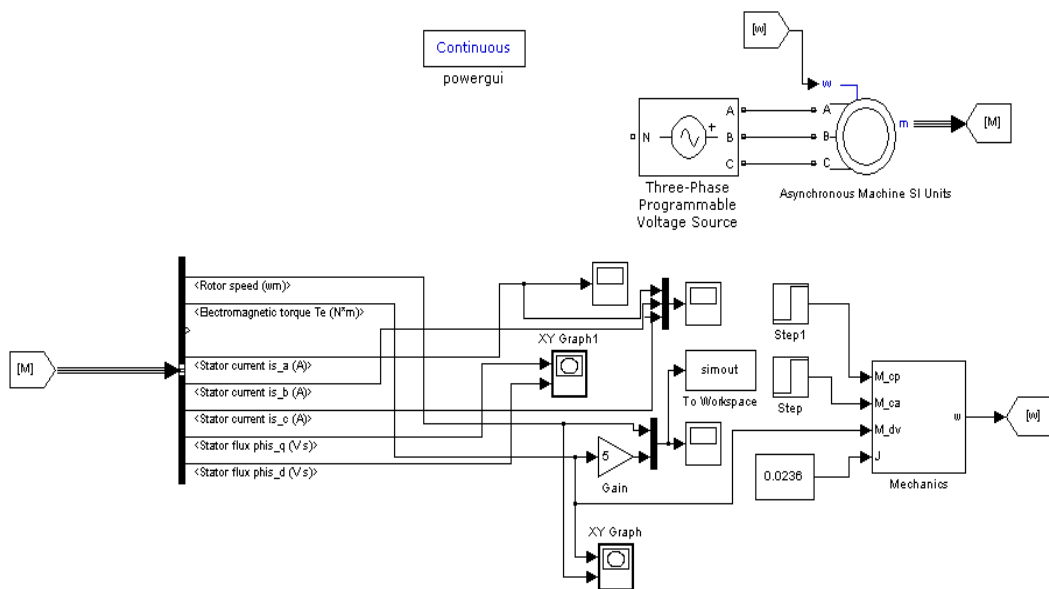 Continuous
powergui
[w]
w
A
B
C
N
+
A
B
C
m
[M]
Three-Phase
Programmable
Voltage Source
Asynchronous Machine SI Units
[M]
<Rotor speed (wm)>
<Electromagnetic torque Te (N*m)>
<Stator current is_a (A)>
<Stator current is_b (A)>
<Stator current is_c (A)>
<Stator flux phis_q (V s)>
<Stator flux phis_d (V s)>
XY Graph1
simout
To Workspace
5
Gain
XY Graph
Step1
Step
0.0236
M_cp
M_ca
M_dv
J
w
Mechanics
[w]